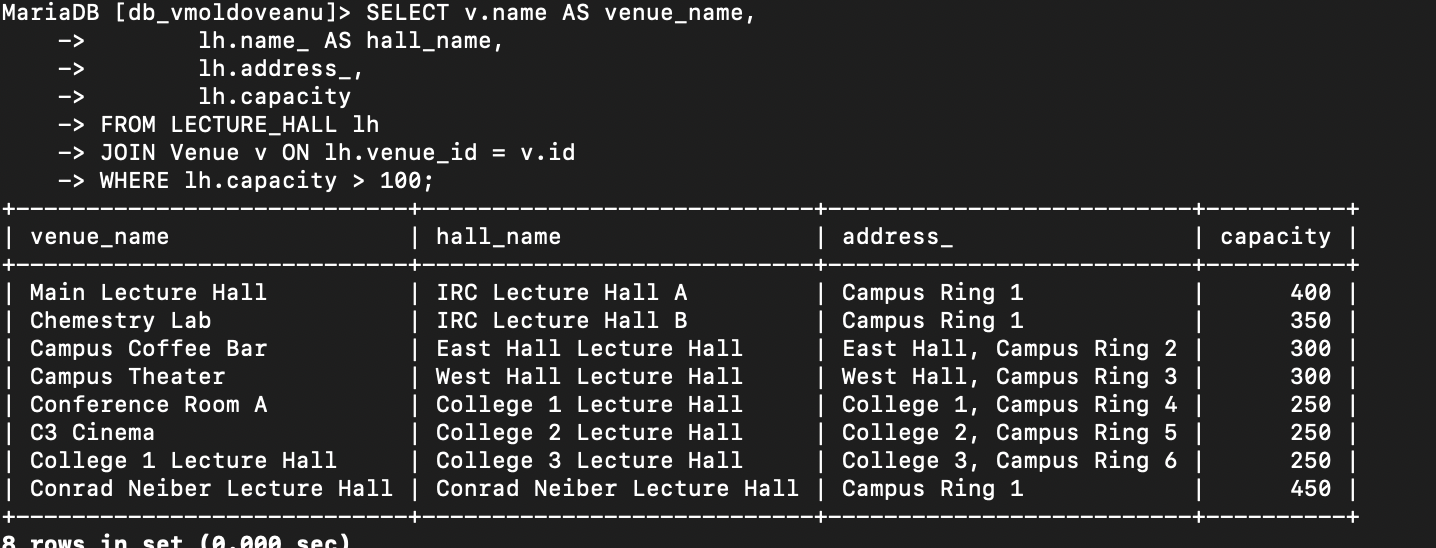 MariaDB [db_vmoldoveanu]> SELECT v.name AS venue_name,
    ->        lh.name_ AS hall_name,
    ->        lh.address_,
    ->        lh.capacity
    -> FROM LECTURE_HALL lh
    -> JOIN Venue v ON lh.venue_id = v.id
    -> WHERE lh.capacity > 100;
+----------------------------+----------------------------+--------------------------+----------+
| venue_name                 | hall_name                  | address_                 | capacity |
+----------------------------+----------------------------+--------------------------+----------+
| Main Lecture Hall          | IRC Lecture Hall A         | Campus Ring 1            |      400 |
| Chemestry Lab              | IRC Lecture Hall B         | Campus Ring 1            |      350 |
| Campus Coffee Bar          | East Hall Lecture Hall     | East Hall, Campus Ring 2 |      300 |
| Campus Theater             | West Hall Lecture Hall     | West Hall, Campus Ring 3 |      300 |
| Conference Room A          | College 1 Lecture Hall     | College 1, Campus Ring 4 |      250 |
| C3 Cinema                  | College 2 Lecture Hall     | College 2, Campus Ring 5 |      250 |
| College 1 Lecture Hall     | College 3 Lecture Hall     | College 3, Campus Ring 6 |      250 |
| Conrad Neiber Lecture Hall | Conrad Neiber Lecture Hall | Campus Ring 1            |      450 |
+----------------------------+----------------------------+--------------------------+----------+
8 rows in set (0.000 sec)